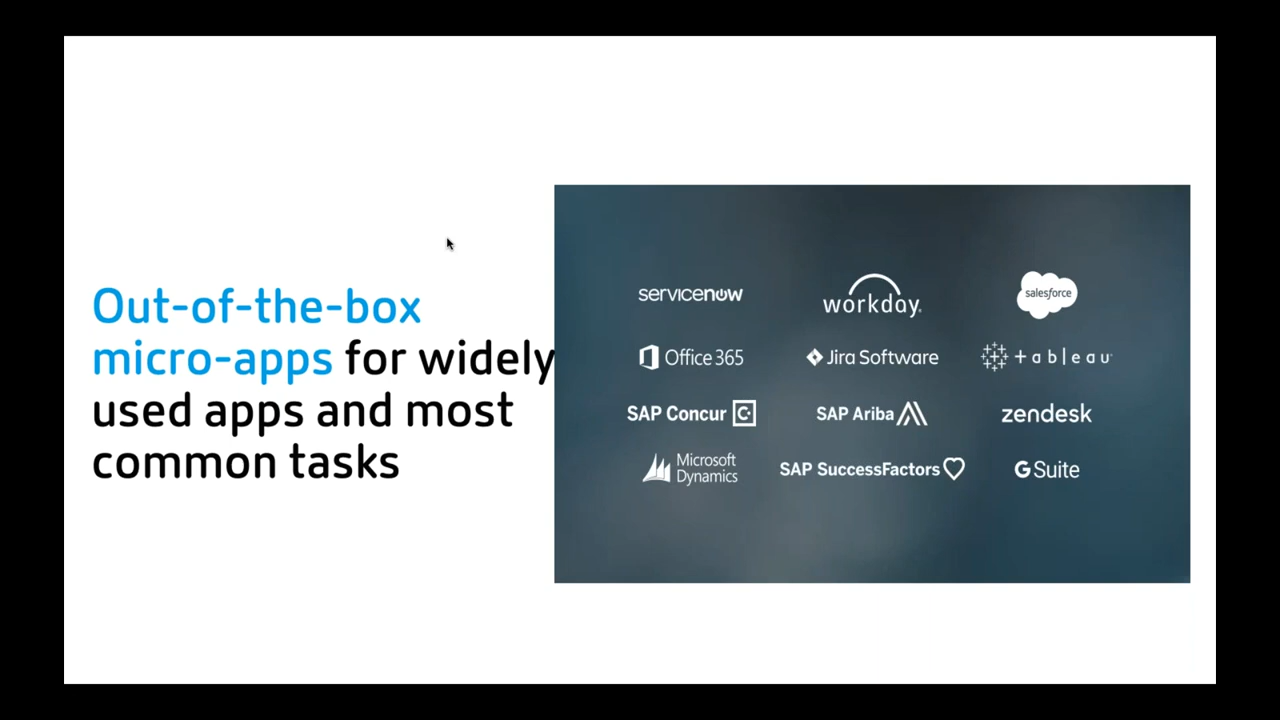 Out-of-the-box
micro-apps for widely
used apps and most
common tasks
servicenow
workday.
salesforce
Office 365
Jira Software
+ableau
SAP Concur C
SAP Ariba
zendesk
Microsoft
Dynamics
SAP SuccessFactors
G Suite